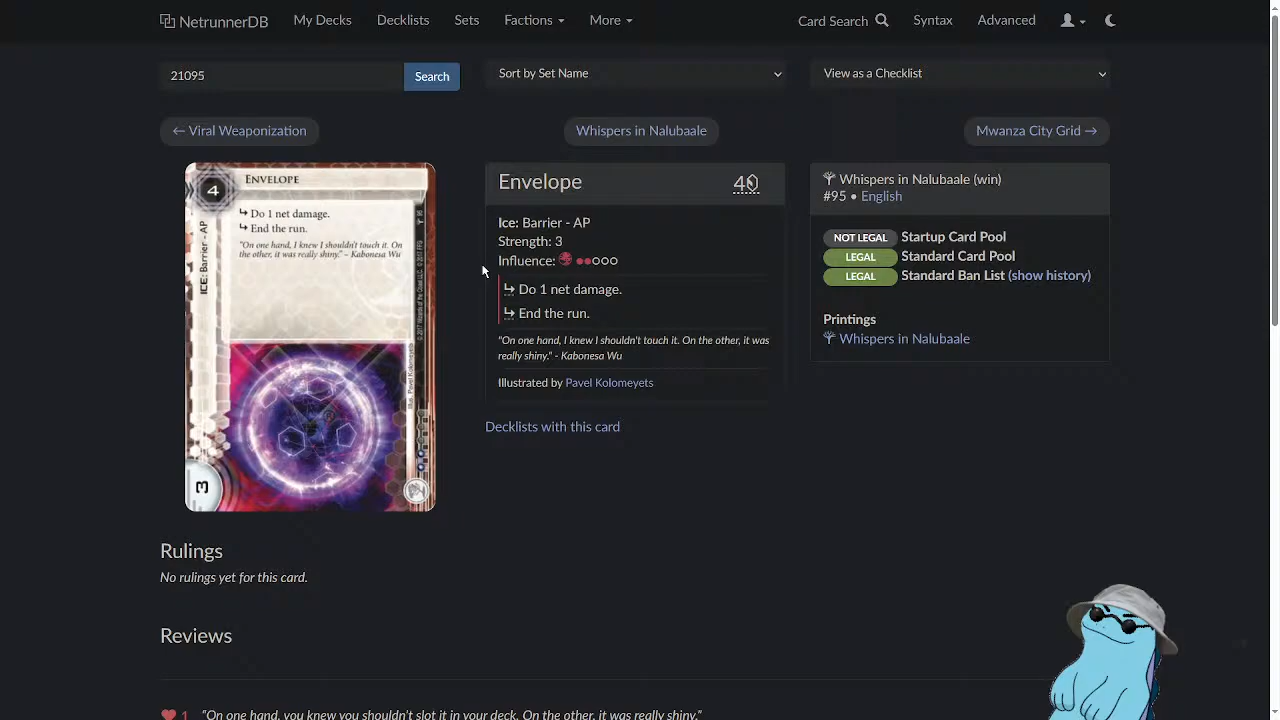 NetrunnerDB My Decks Decklists Sets Factions More Card Search Syntax Advanced
21095 Search Sort by Set Name View as a Checklist
← Viral Weaponization Whispers in Nalubaale Mwanza City Grid →
4 ENVELOPE
↳ Do 1 net damage.
↳ End the run.
"On one hand, I knew I shouldn't touch it. On
the other, it was really shiny." – Kabonesa Wu
ICE: Barrier - AP
Illus. Pavel Kolomeyets
3
Envelope 4
Ice: Barrier - AP
Strength: 3
Influence:
↳ Do 1 net damage.
↳ End the run.
"On one hand, I knew I shouldn't touch it. On the other, it was
really shiny." - Kabonesa Wu
Illustrated by Pavel Kolomeyets
Decklists with this card
Whispers in Nalubaale (win)
#95 • English
NOT LEGAL Startup Card Pool
LEGAL Standard Card Pool
LEGAL Standard Ban List (show history)
Printings
Whispers in Nalubaale
Rulings
No rulings yet for this card.
Reviews
1 "On one hand, you knew you shouldn't slot it in your deck. On the other, it was really shiny."